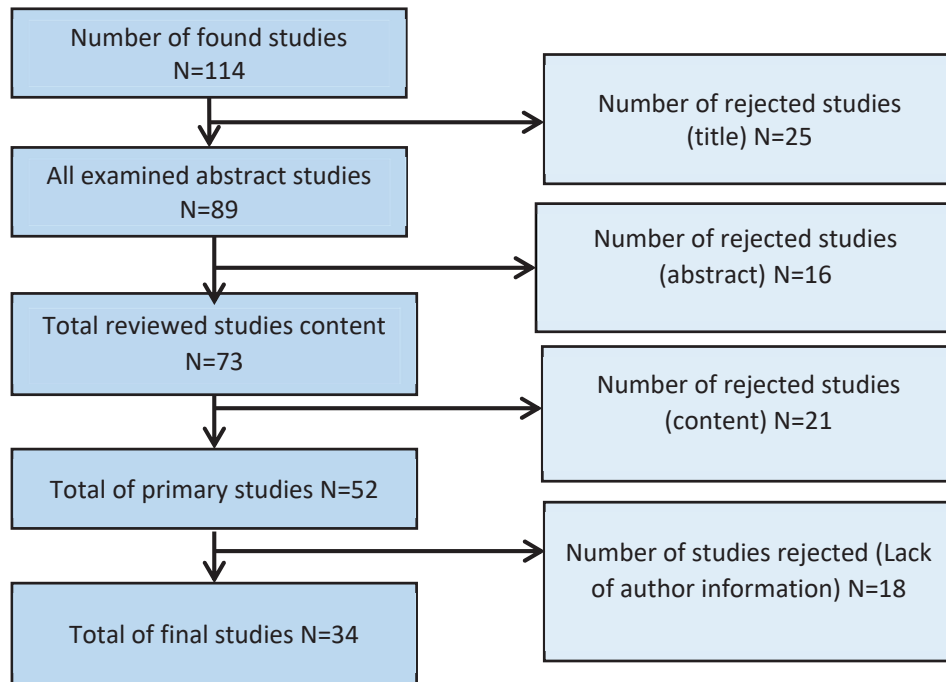 Number of found studies
N=114
Number of rejected studies
(title) N=25
All examined abstract studies
N=89
Number of rejected studies
(abstract) N=16
Total reviewed studies content
N=73
Number of rejected studies
(content) N=21
Total of primary studies N=52
Number of studies rejected (Lack
of author information) N=18
Total of final studies N=34